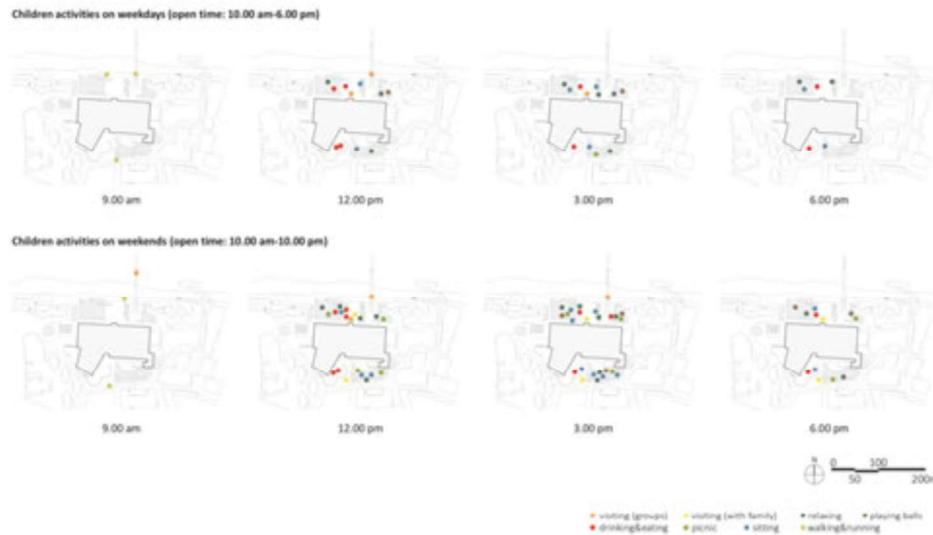 Children activities on weekdays (open time: 10.00 am-6.00 pm)
9.00 am
12.00 pm
3.00 pm
6.00 pm
Children activities on weekends (open time: 10.00 am-10.00 pm)
9.00 am
12.00 pm
3.00 pm
6.00 pm
N
0 100
50 200m
visiting (groups) visiting (with family) relaxing playing balls
drinking&eating picnic sitting walking&running